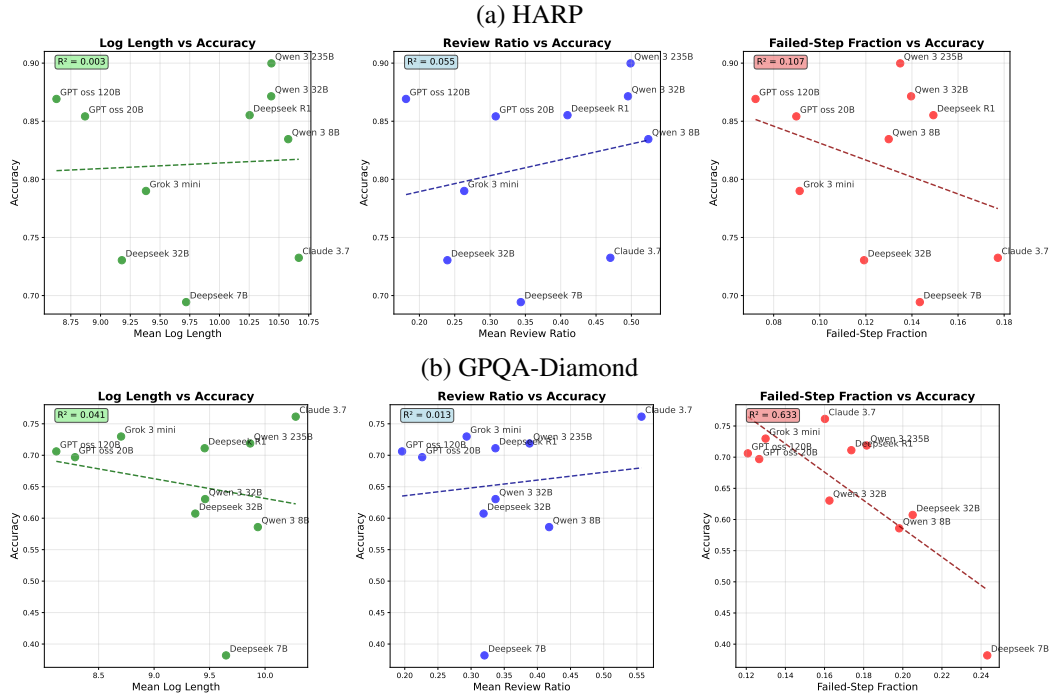 (a) HARP
Log Length vs Accuracy
R² = 0.003
Qwen 3 235B
GPT oss 120B
Qwen 3 32B
GPT oss 20B
Deepseek R1
Qwen 3 8B
Grok 3 mini
Deepseek 32B
Claude 3.7
Deepseek 7B
0.90
0.85
0.80
0.75
0.70
Accuracy
8.75 9.00 9.25 9.50 9.75 10.00 10.25 10.50 10.75
Mean Log Length
Review Ratio vs Accuracy
R² = 0.055
Qwen 3 235B
GPT oss 120B
Qwen 3 32B
GPT oss 20B
Deepseek R1
Qwen 3 8B
Grok 3 mini
Deepseek 32B
Claude 3.7
Deepseek 7B
0.90
0.85
0.80
0.75
0.70
Accuracy
0.20 0.25 0.30 0.35 0.40 0.45 0.50
Mean Review Ratio
Failed-Step Fraction vs Accuracy
R² = 0.107
Qwen 3 235B
GPT oss 120B
Qwen 3 32B
GPT oss 20B
Deepseek R1
Qwen 3 8B
Grok 3 mini
Deepseek 32B
Claude 3.7
Deepseek 7B
0.90
0.85
0.80
0.75
0.70
Accuracy
0.08 0.10 0.12 0.14 0.16 0.18
Failed-Step Fraction
(b) GPQA-Diamond
Log Length vs Accuracy
R² = 0.041
Claude 3.7
Grok 3 mini
Qwen 3 235B
Deepseek R1
GPT oss 120B
GPT oss 20B
Qwen 3 32B
Deepseek 32B
Qwen 3 8B
Deepseek 7B
0.75
0.70
0.65
0.60
0.55
0.50
0.45
0.40
Accuracy
8.5 9.0 9.5 10.0
Mean Log Length
Review Ratio vs Accuracy
R² = 0.013
Claude 3.7
Grok 3 mini
Qwen 3 235B
Deepseek R1
GPT oss 120B
GPT oss 20B
Qwen 3 32B
Deepseek 32B
Qwen 3 8B
Deepseek 7B
0.75
0.70
0.65
0.60
0.55
0.50
0.45
0.40
Accuracy
0.20 0.25 0.30 0.35 0.40 0.45 0.50 0.55
Mean Review Ratio
Failed-Step Fraction vs Accuracy
R² = 0.633
Claude 3.7
Grok 3 mini
Qwen 3 235B
Deepseek R1
GPT oss 120B
GPT oss 20B
Qwen 3 32B
Deepseek 32B
Qwen 3 8B
Deepseek 7B
0.75
0.70
0.65
0.60
0.55
0.50
0.45
0.40
Accuracy
0.12 0.14 0.16 0.18 0.20 0.22 0.24
Failed-Step Fraction